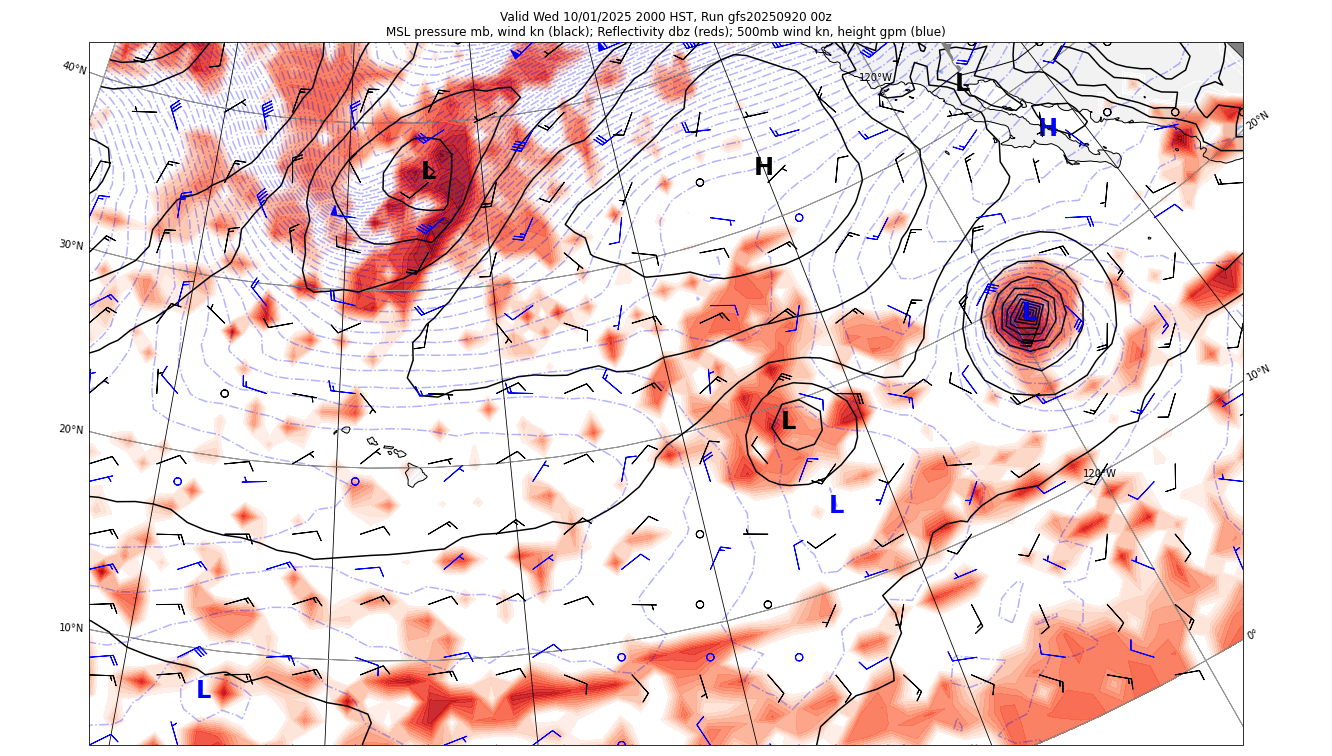 Valid Wed 10/01/2025 2000 HST, Run gfs20250920 00z
MSL pressure mb, wind kn (black); Reflectivity dbz (reds); 500mb wind kn, height gpm (blue)
40°N
120°W
L
20°N
H
L
H
30°N
L
10°N
20°N
L
120°W
L
10°N
0°
L